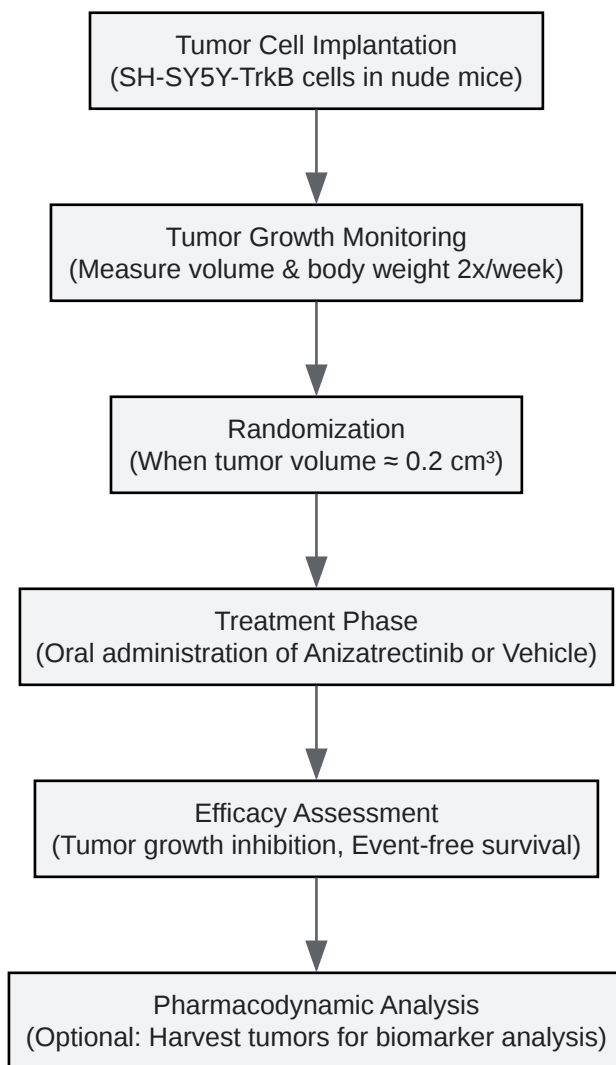 Tumor Cell Implantation
(SH-SY5Y-TrkB cells in nude mice)
Tumor Growth Monitoring
(Measure volume & body weight 2x/week)
Randomization
(When tumor volume ≈ 0.2 cm³)
Treatment Phase
(Oral administration of Anizatrectinib or Vehicle)
Efficacy Assessment
(Tumor growth inhibition, Event-free survival)
Pharmacodynamic Analysis
(Optional: Harvest tumors for biomarker analysis)